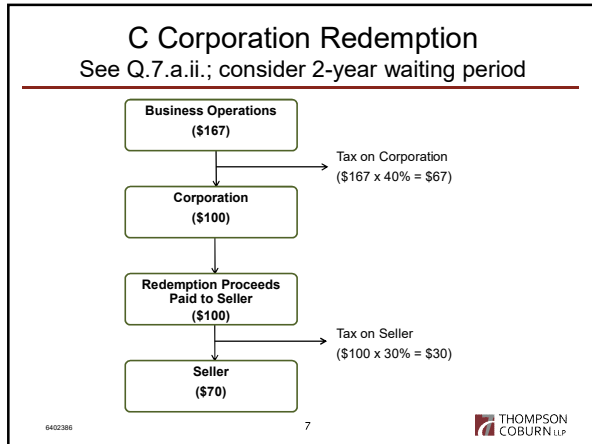 C Corporation Redemption
See Q.7.a.ii.; consider 2-year waiting period
Business Operations
($167)
Tax on Corporation
($167 x 40% = $67)
Corporation
($100)
Redemption Proceeds
Paid to Seller
($100)
Tax on Seller
($100 x 30% = $30)
Seller
($70)
6402386
7
THOMPSON
COBURN LLP